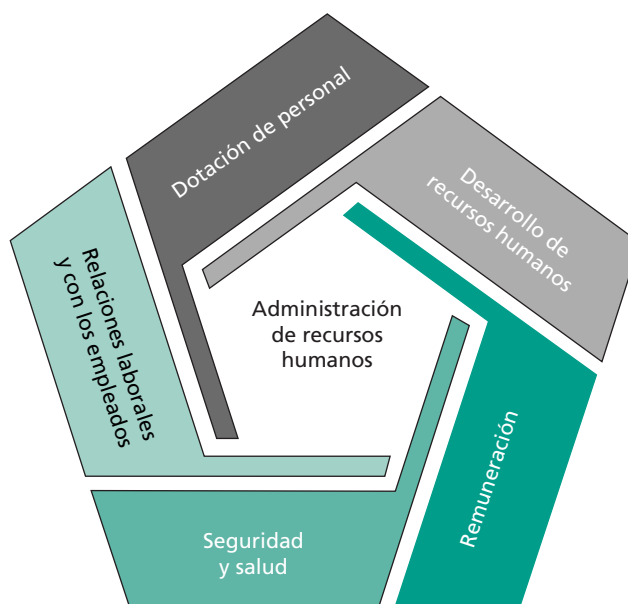 Dotación de personal
Desarrollo de
recursos humanos
Relaciones laborales
y con los empleados
Administración
de recursos
humanos
Remuneración
Seguridad
y salud